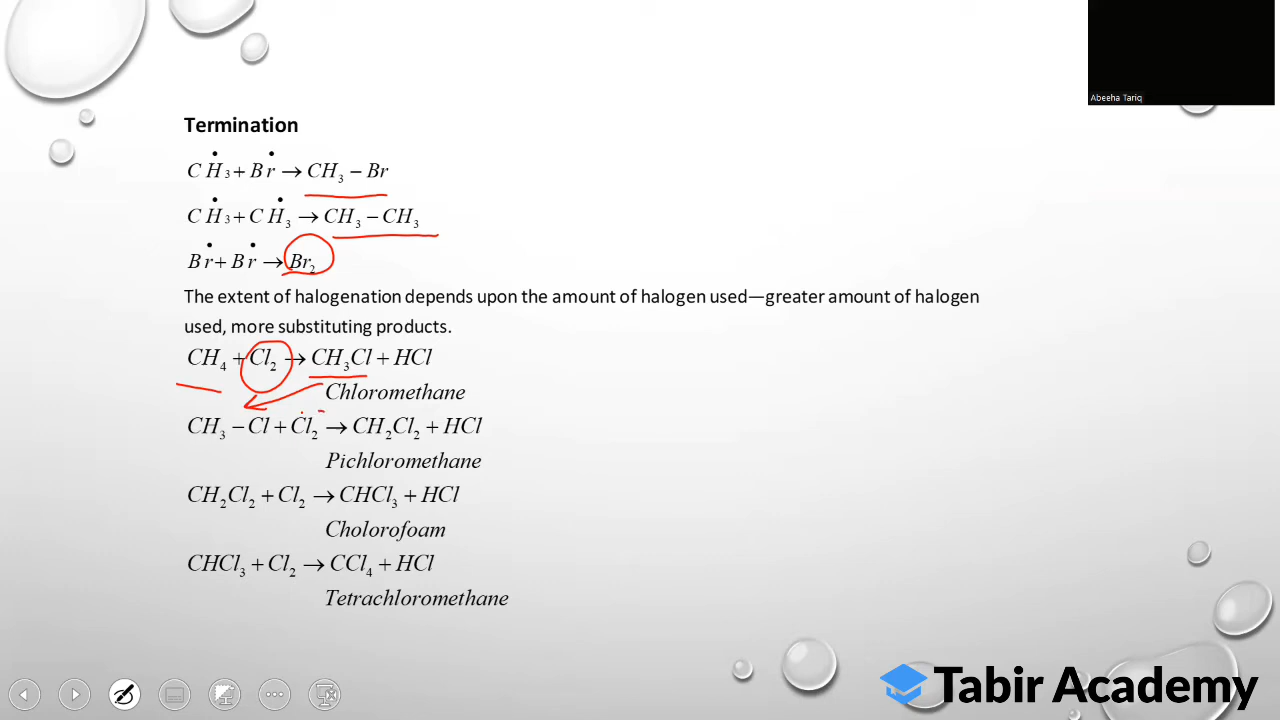 Abeeha Tariq
Termination
CH₃• + Br• → CH₃ − Br
CH₃• + CH₃• → CH₃ − CH₃
Br• + Br• → Br₂
The extent of halogenation depends upon the amount of halogen used—greater amount of halogen
used, more substituting products.
CH₄ + Cl₂ → CH₃Cl + HCl
Chloromethane
CH₃ − Cl + Cl₂ → CH₂Cl₂ + HCl
Pichloromethane
CH₂Cl₂ + Cl₂ → CHCl₃ + HCl
Cholorofoam
CHCl₃ + Cl₂ → CCl₄ + HCl
Tetrachloromethane
Tabir Academy